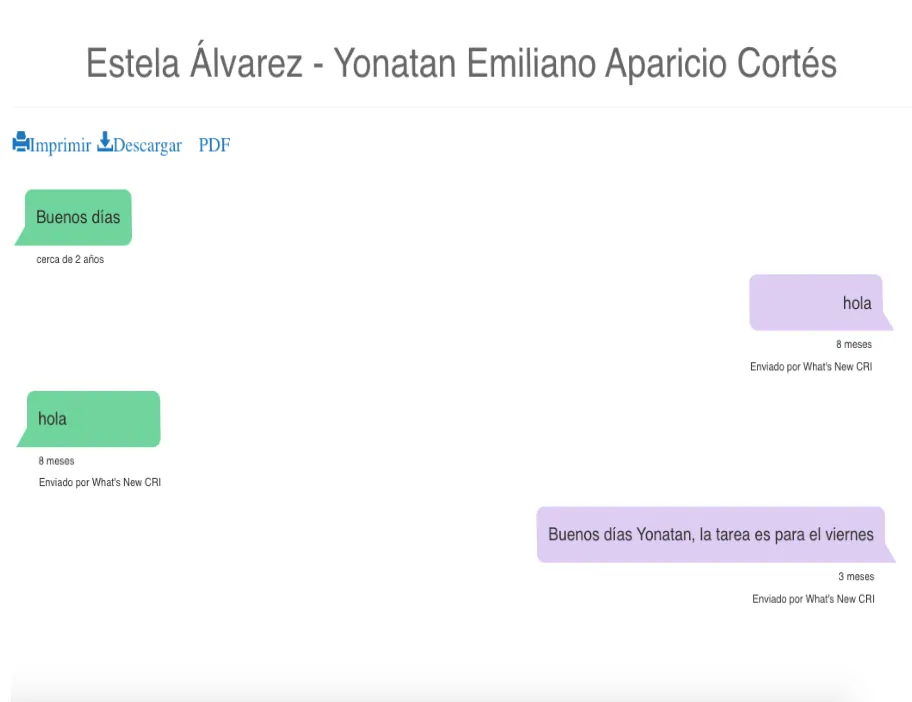 Estela Álvarez - Yonatan Emiliano Aparicio Cortés
Imprimir Descargar PDF
Buenos días
cerca de 2 años
hola
8 meses
Enviado por What's New CRI
hola
8 meses
Enviado por What's New CRI
Buenos días Yonatan, la tarea es para el viernes
3 meses
Enviado por What's New CRI